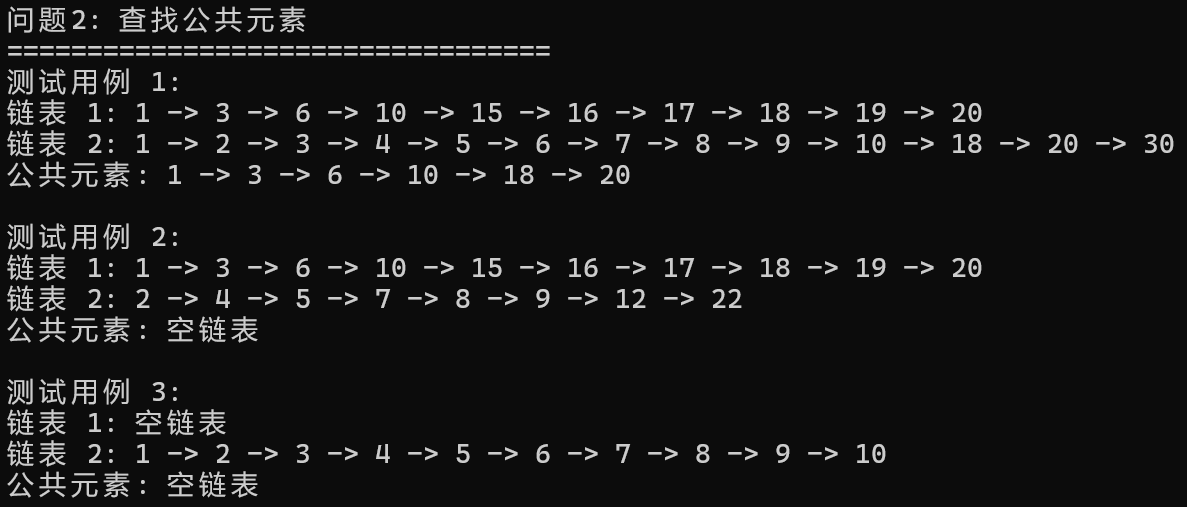 问题2: 查找公共元素
==================================
测试用例 1:
链表 1: 1 -> 3 -> 6 -> 10 -> 15 -> 16 -> 17 -> 18 -> 19 -> 20
链表 2: 1 -> 2 -> 3 -> 4 -> 5 -> 6 -> 7 -> 8 -> 9 -> 10 -> 18 -> 20 -> 30
公共元素: 1 -> 3 -> 6 -> 10 -> 18 -> 20
测试用例 2:
链表 1: 1 -> 3 -> 6 -> 10 -> 15 -> 16 -> 17 -> 18 -> 19 -> 20
链表 2: 2 -> 4 -> 5 -> 7 -> 8 -> 9 -> 12 -> 22
公共元素: 空链表
测试用例 3:
链表 1: 空链表
链表 2: 1 -> 2 -> 3 -> 4 -> 5 -> 6 -> 7 -> 8 -> 9 -> 10
公共元素: 空链表